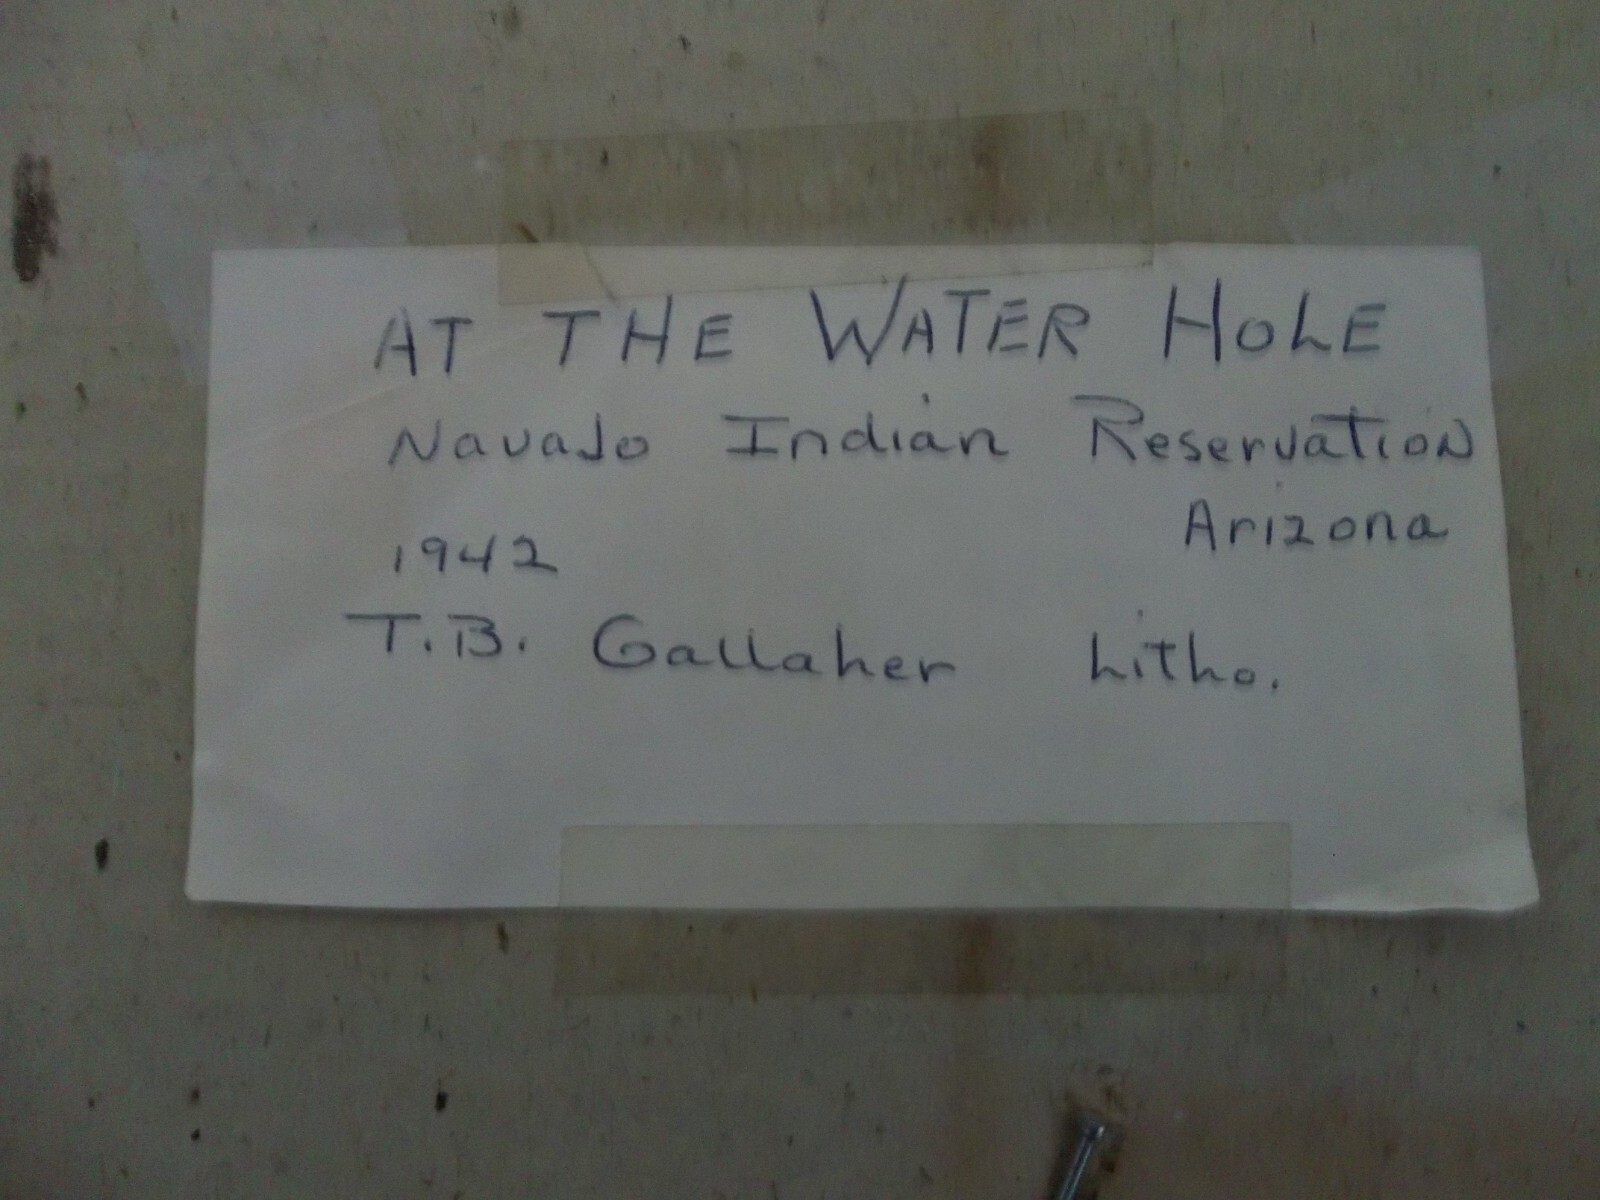 AT THE WATER HOLE
Navajo Indian Reservation
Arizona
1942
T.B. Gallaher Litho.